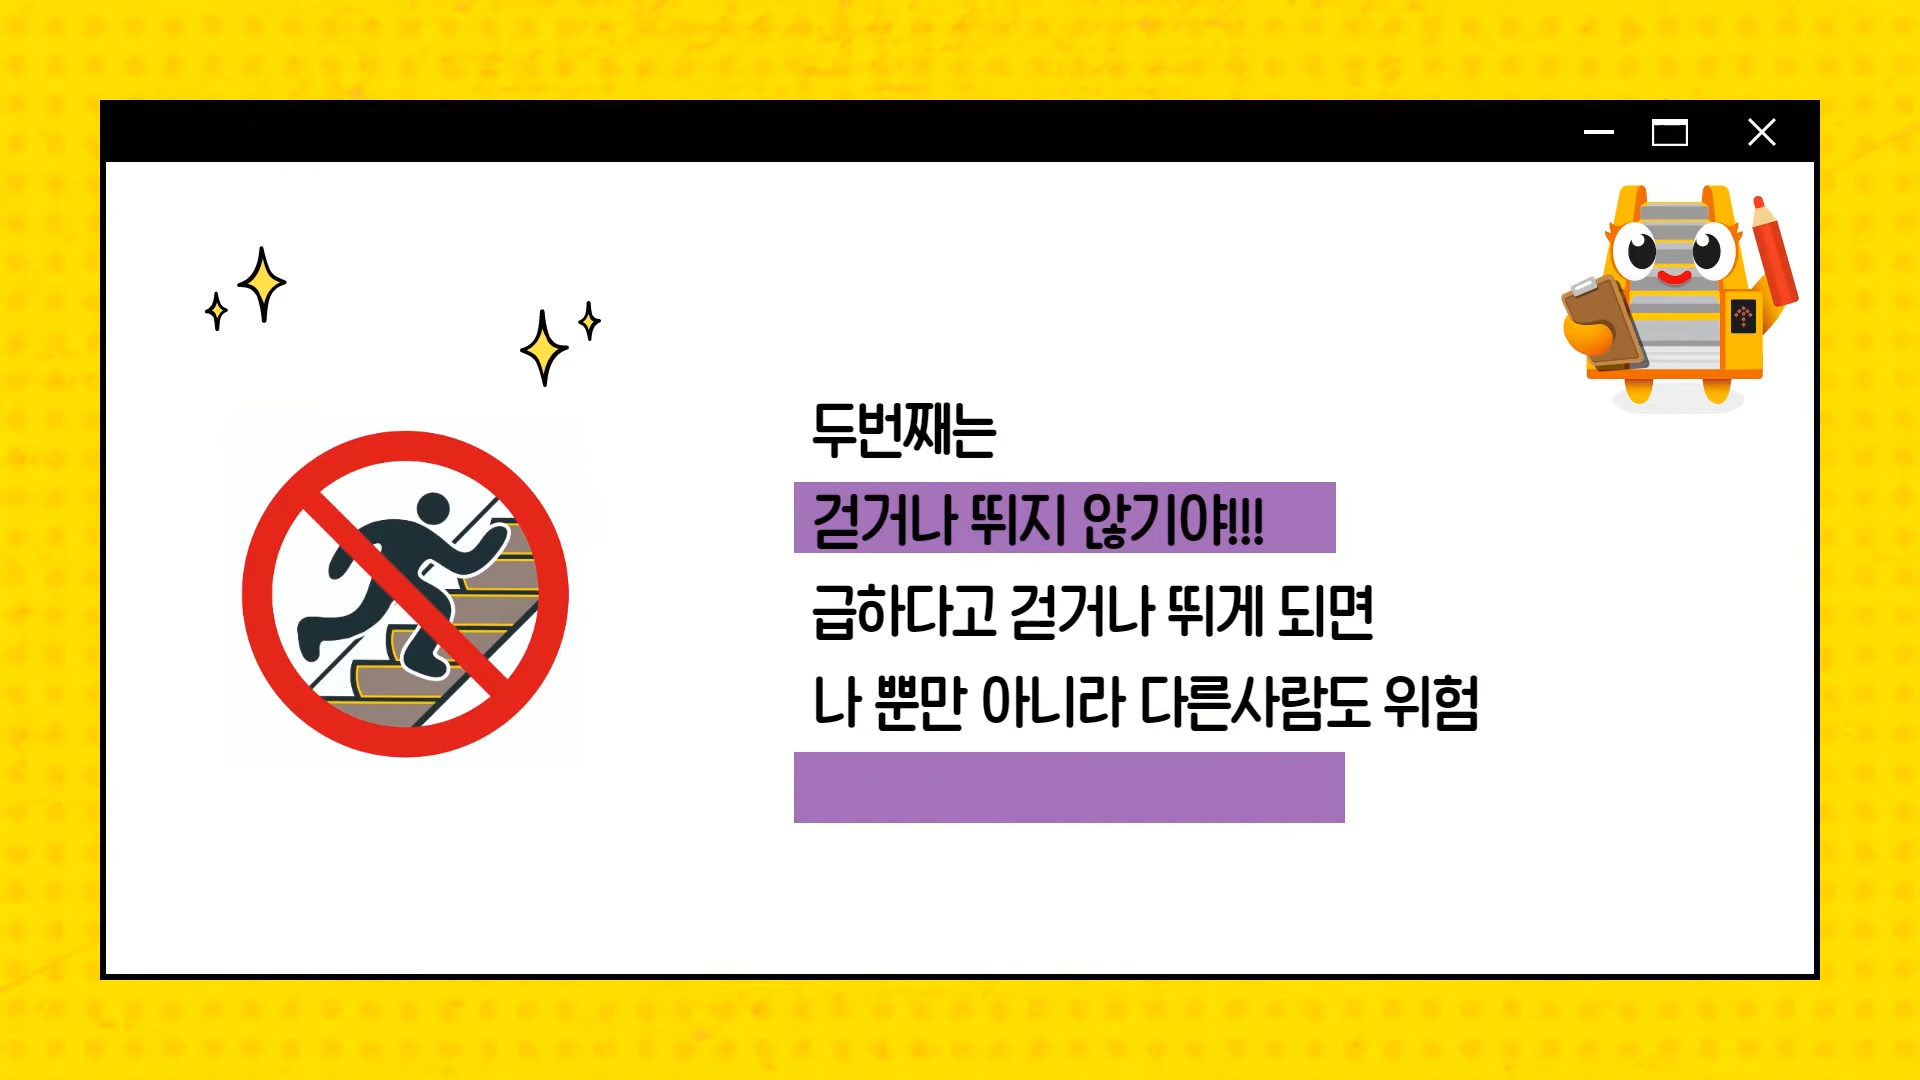 두번째는
걷거나 뛰지 않기야!!!
급하다고 걷거나 뛰게 되면
나 뿐만 아니라 다른사람도 위험